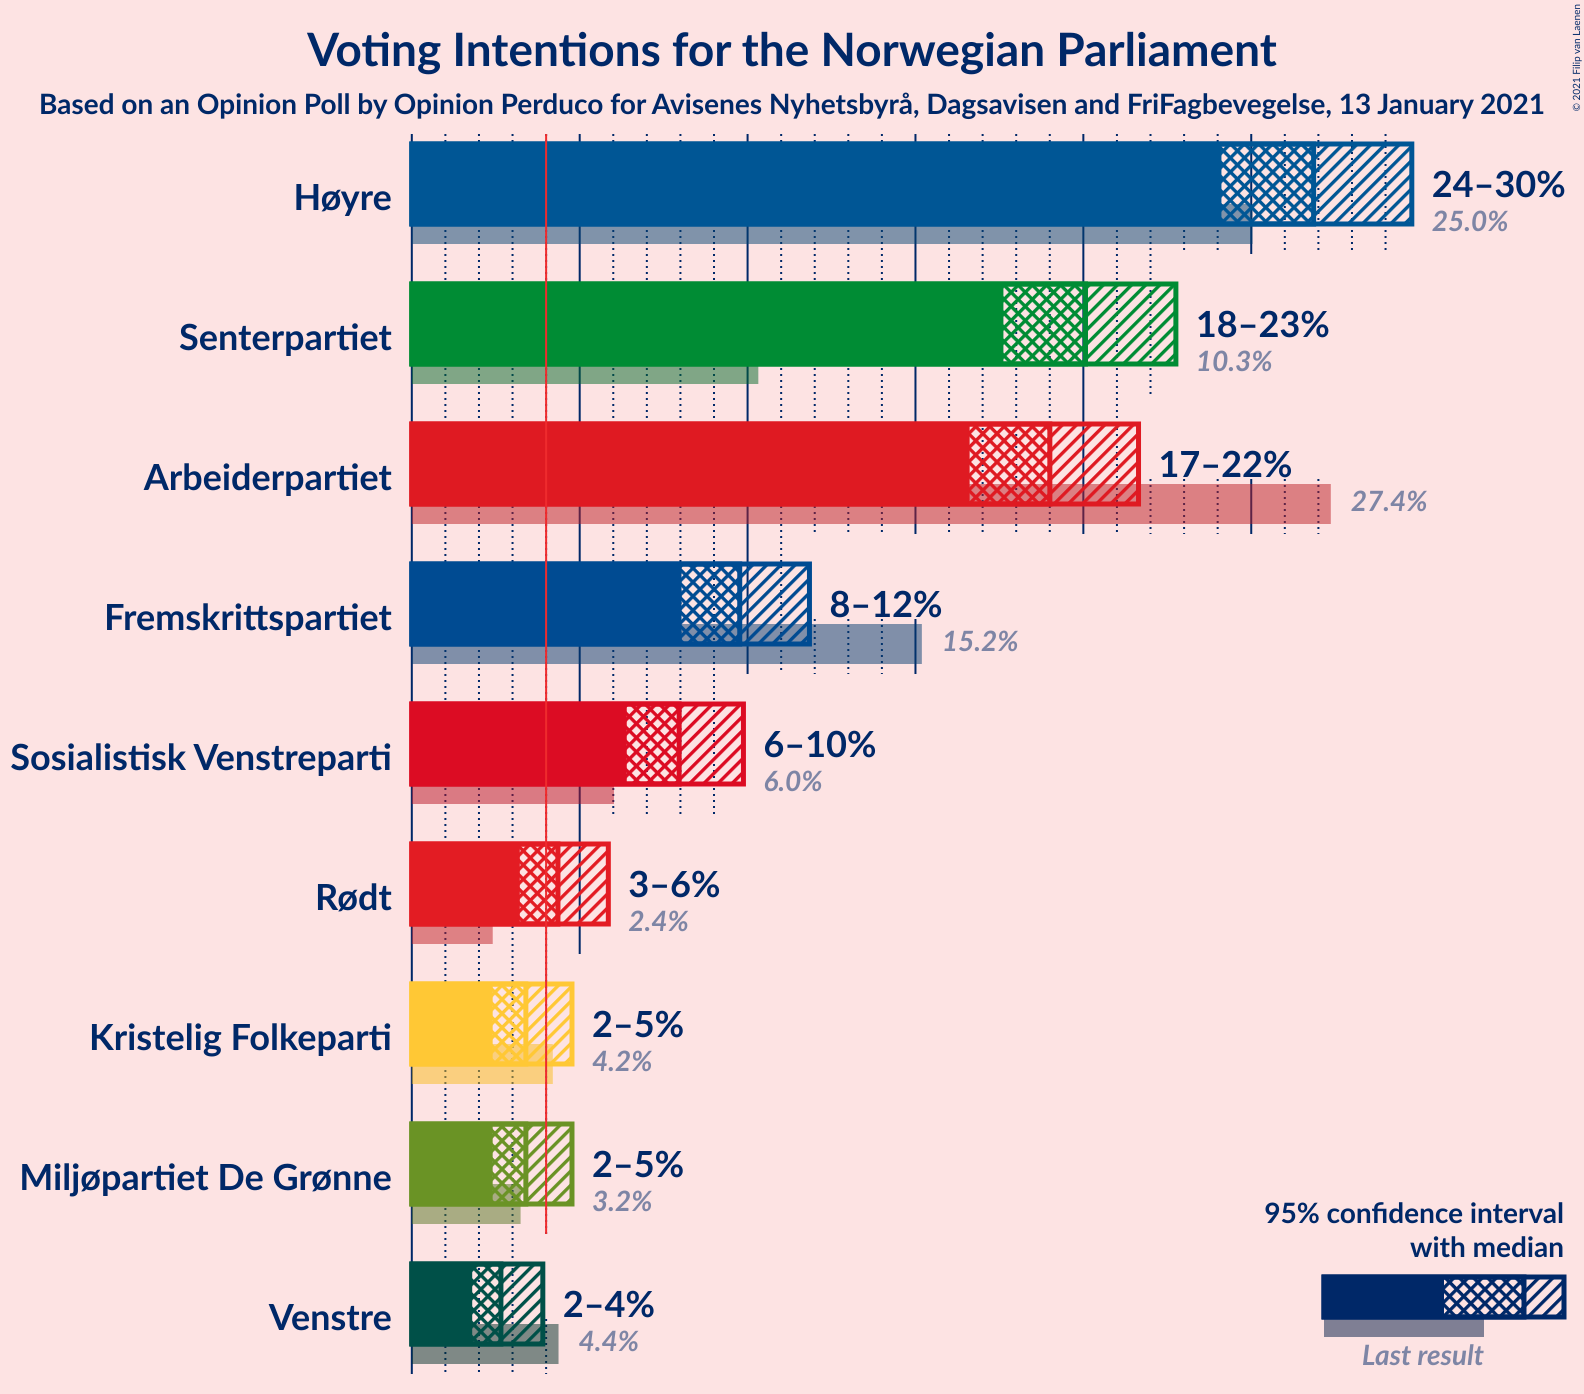 Voting Intentions for the Norwegian Parliament
Based on an Opinion Poll by Opinion Perduco for Avisenes Nyhetsbyrå, Dagsavisen and FriFagbevegelse, 13 January 2021
© 2021 Filip van Laenen
Høyre
24–30%
25.0%
Senterpartiet
18–23%
10.3%
Arbeiderpartiet
17–22%
27.4%
Fremskrittspartiet
8–12%
15.2%
Sosialistisk Venstreparti
6–10%
6.0%
Rødt
3–6%
2.4%
Kristelig Folkeparti
2–5%
4.2%
Miljøpartiet De Grønne
2–5%
3.2%
Venstre
2–4%
4.4%
95% confidence interval
with median
Last result